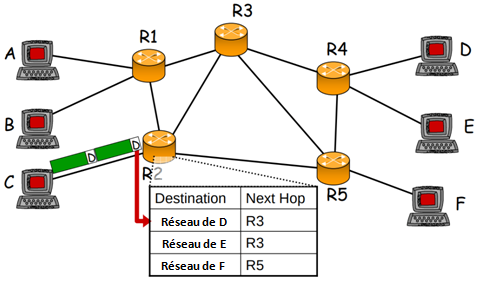 R3
A
R1
R4
D
B
D
D
E
C
R2
R5
F
Destination Next Hop
Réseau de D R3
Réseau de E R3
Réseau de F R5